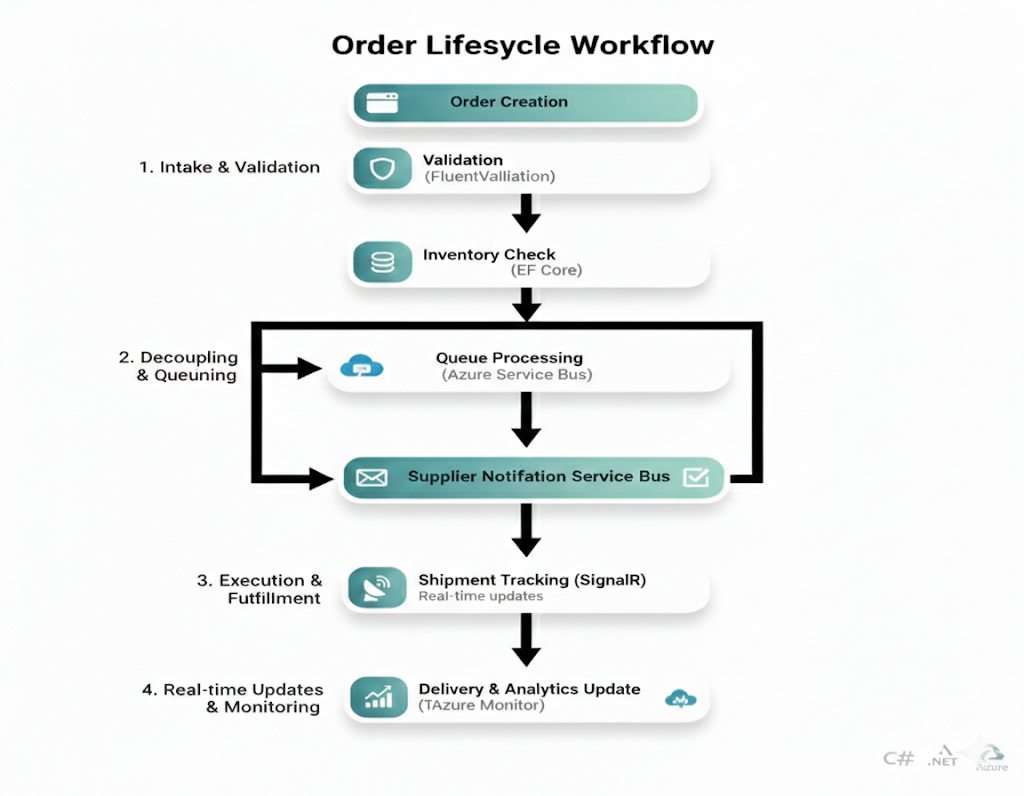 Order Lifesycle Workflow
Order Creation
1. Intake & Validation
Validation
(FluentValliation)
Inventory Check
(EF Core)
2. Decoupling
& Queuning
Queue Processing
(Azure Service Bus)
Supplier Notifation Service Bus
3. Execution &
Futfillment
Shipment Tracking (SignalR)
Real-time updates
4. Real-time Updates
& Monitoring
Delivery & Analytics Update
(TAzure Monitor)
C#
.NET
Azure